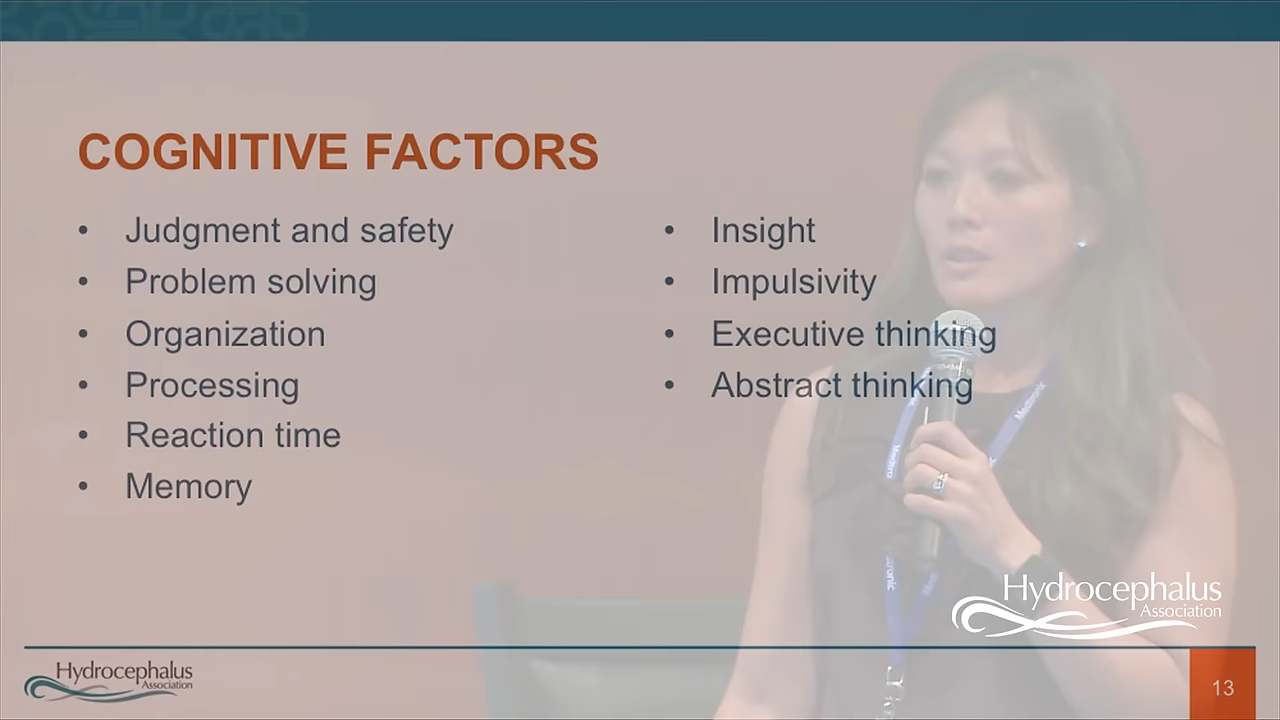 COGNITIVE FACTORS
• Judgment and safety
• Problem solving
• Organization
• Processing
• Reaction time
• Memory
• Insight
• Impulsivity
• Executive thinking
• Abstract thinking
Medtronic
Hydrocephalus
Association
Hydrocephalus
Association
13